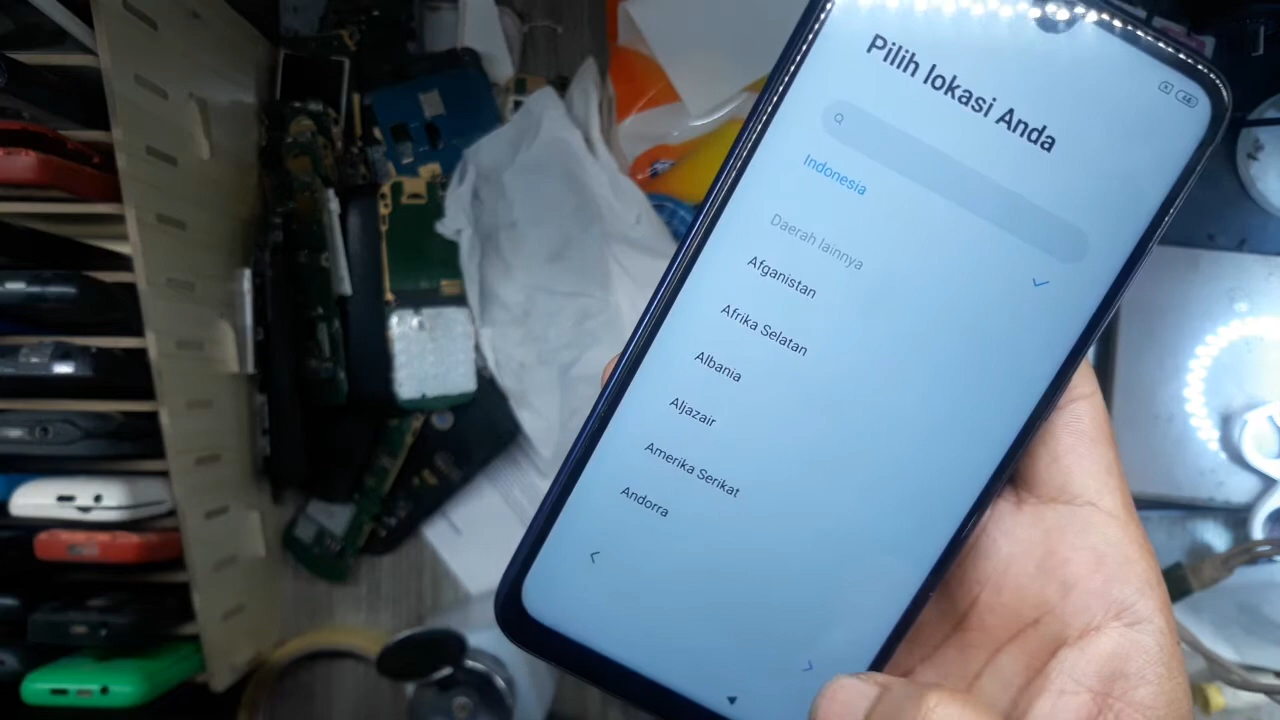 Pilih lokasi Anda
Indonesia
Daerah lainnya
Afganistan
Afrika Selatan
Albania
Aljazair
Amerika Serikat
Andorra